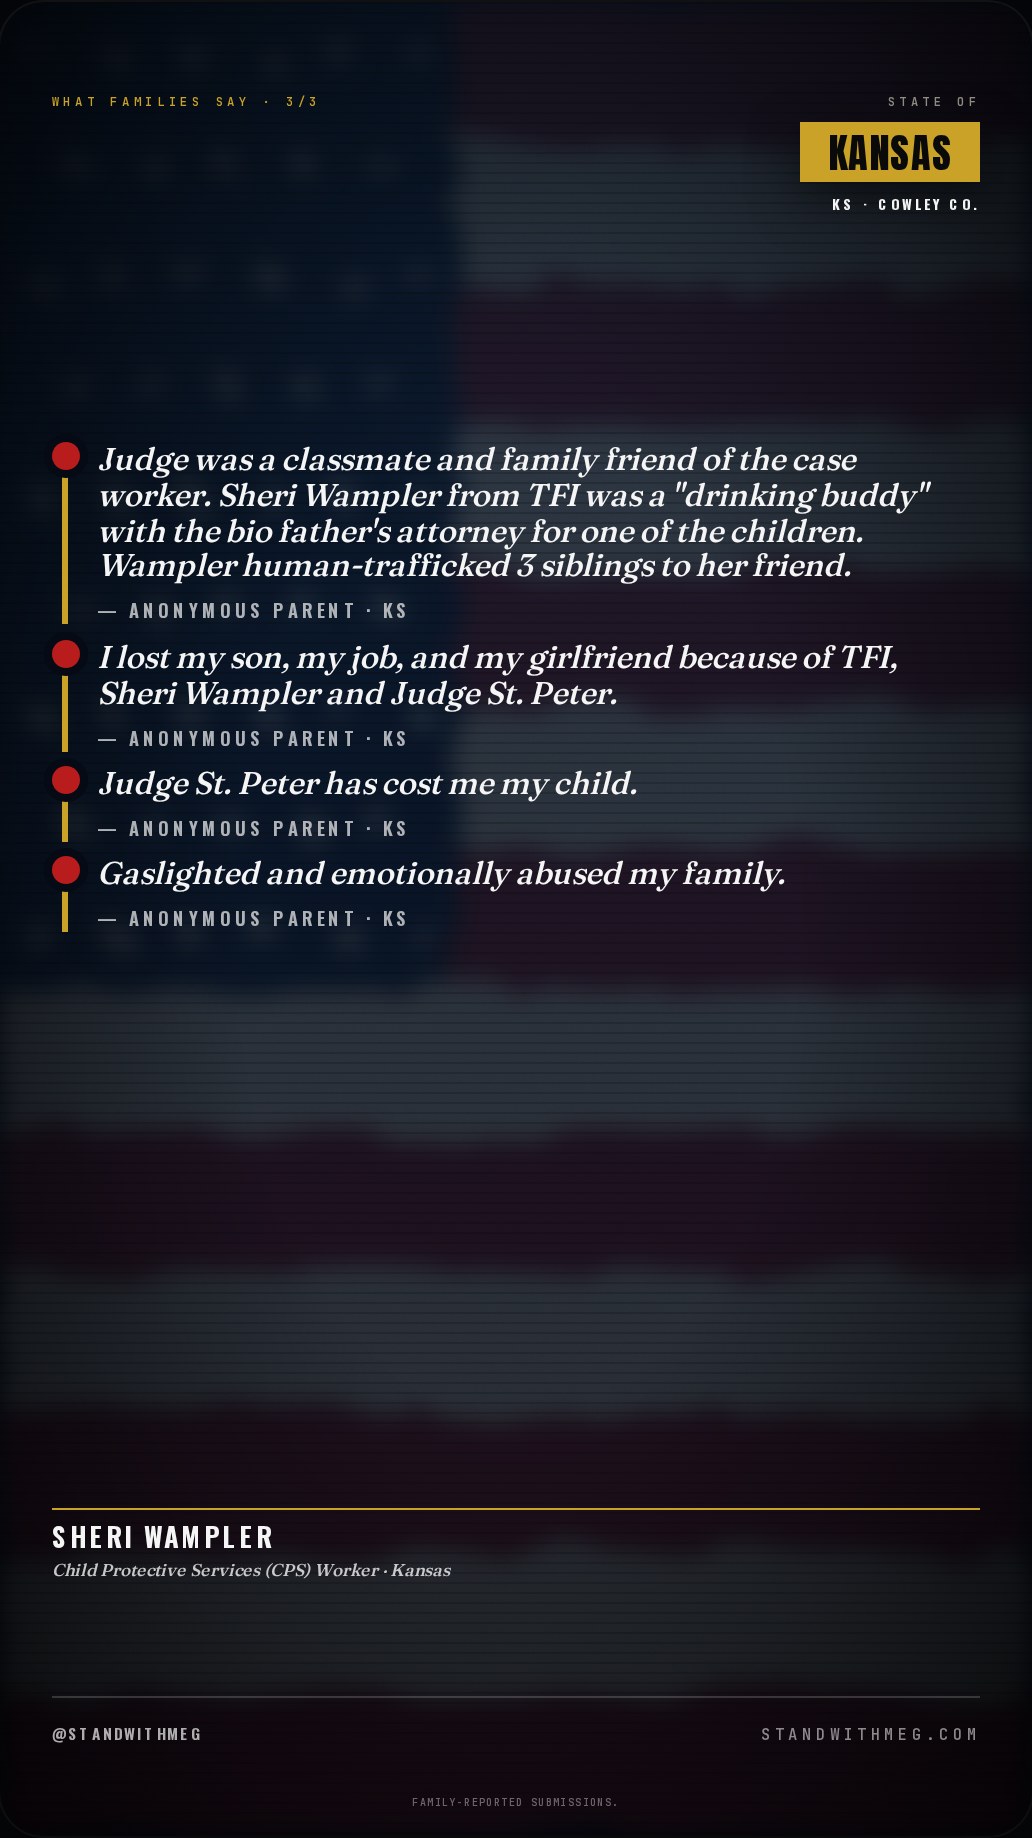 WHAT FAMILIES SAY · 3/3
STATE OF
KANSAS
KS · COWLEY CO.
Judge was a classmate and family friend of the case
worker. Sheri Wampler from TFI was a "drinking buddy"
with the bio father's attorney for one of the children.
Wampler human-trafficked 3 siblings to her friend.
— ANONYMOUS PARENT · KS
I lost my son, my job, and my girlfriend because of TFI,
Sheri Wampler and Judge St. Peter.
— ANONYMOUS PARENT · KS
Judge St. Peter has cost me my child.
— ANONYMOUS PARENT · KS
Gaslighted and emotionally abused my family.
— ANONYMOUS PARENT · KS
SHERI WAMPLER
Child Protective Services (CPS) Worker · Kansas
@STANDWITHMEG
STANDWITHMEG.COM
FAMILY-REPORTED SUBMISSIONS.